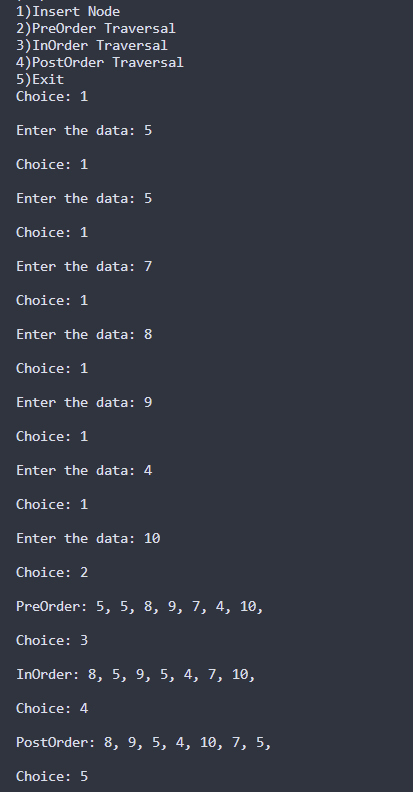 1)Insert Node
2)PreOrder Traversal
3)InOrder Traversal
4)PostOrder Traversal
5)Exit
Choice: 1
Enter the data: 5
Choice: 1
Enter the data: 5
Choice: 1
Enter the data: 7
Choice: 1
Enter the data: 8
Choice: 1
Enter the data: 9
Choice: 1
Enter the data: 4
Choice: 1
Enter the data: 10
Choice: 2
PreOrder: 5, 5, 8, 9, 7, 4, 10,
Choice: 3
InOrder: 8, 5, 9, 5, 4, 7, 10,
Choice: 4
PostOrder: 8, 9, 5, 4, 10, 7, 5,
Choice: 5